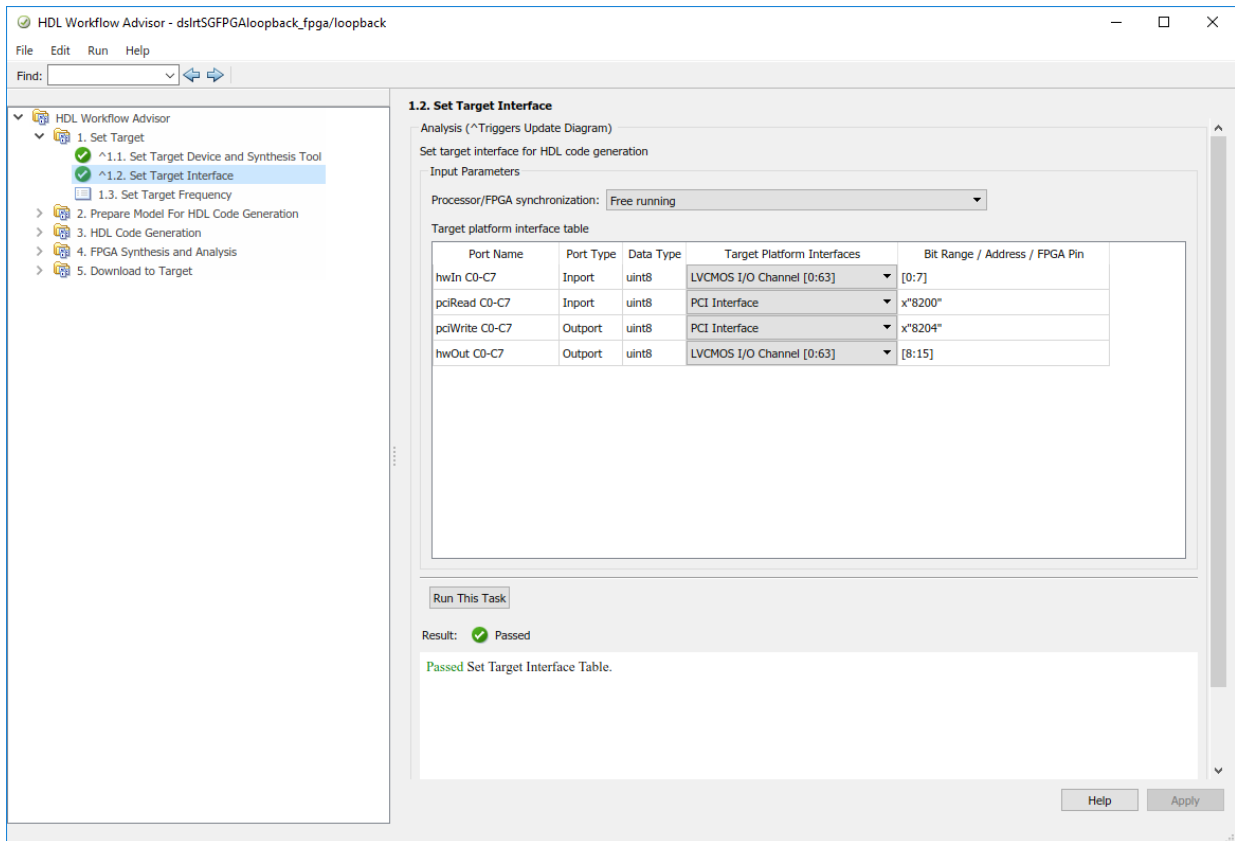 HDL Workflow Advisor - dslrtSGFPGAloopback_fpga/loopback
File Edit Run Help
Find:
HDL Workflow Advisor
1. Set Target
^1.1. Set Target Device and Synthesis Tool
^1.2. Set Target Interface
1.3. Set Target Frequency
2. Prepare Model For HDL Code Generation
3. HDL Code Generation
4. FPGA Synthesis and Analysis
5. Download to Target
1.2. Set Target Interface
Analysis (^Triggers Update Diagram)
Set target interface for HDL code generation
Input Parameters
Processor/FPGA synchronization: Free running
Target platform interface table
Port Name Port Type Data Type Target Platform Interfaces Bit Range / Address / FPGA Pin
hwIn C0-C7 Inport uint8 LVCMOS I/O Channel [0:63] [0:7]
pciRead C0-C7 Inport uint8 PCI Interface x"8200"
pciWrite C0-C7 Outport uint8 PCI Interface x"8204"
hwOut C0-C7 Outport uint8 LVCMOS I/O Channel [0:63] [8:15]
Run This Task
Result: Passed
Passed Set Target Interface Table.
Help Apply